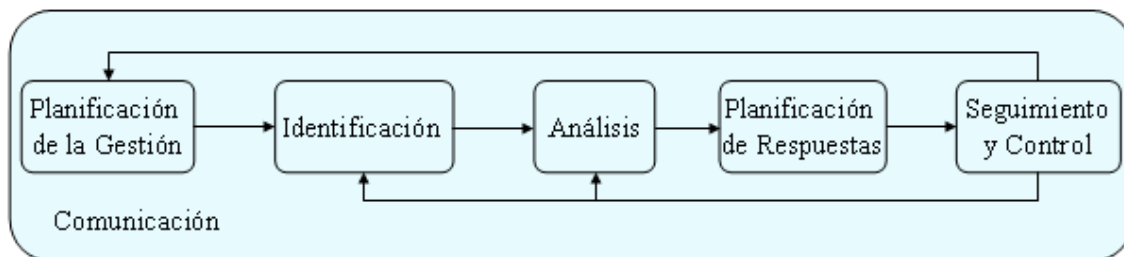 Planificación
de la Gestión
Identificación
Análisis
Planificación
de Respuestas
Seguimiento
y Control
Comunicación